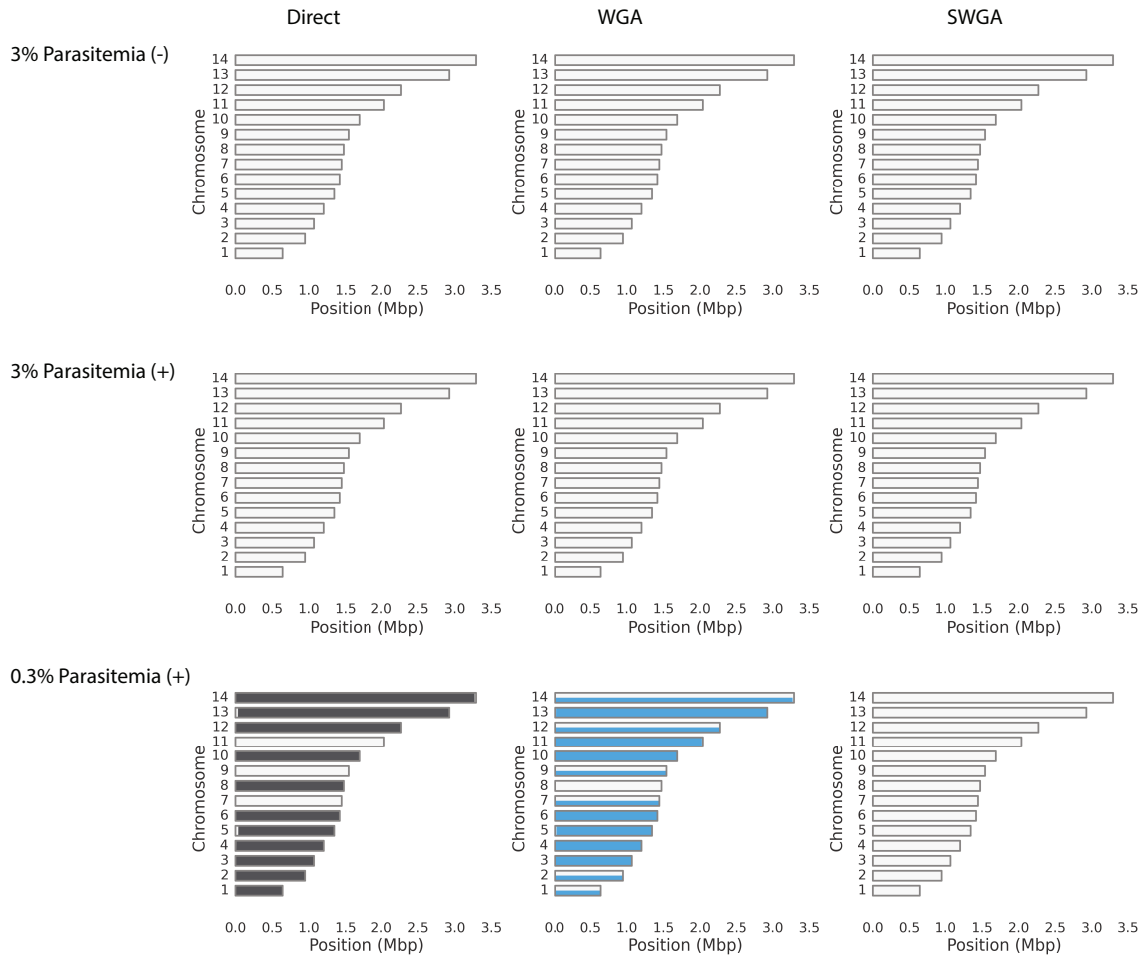 Direct WGA SWGA
3% Parasitemia (-)
14 14 14
13 13 13
12 12 12
11 11 11
10 10 10
9 9 9
8 8 8
7 7 7
6 6 6
5 5 5
4 4 4
3 3 3
2 2 2
1 1 1
Chromosome Chromosome Chromosome
0.0 0.5 1.0 1.5 2.0 2.5 3.0 3.5 0.0 0.5 1.0 1.5 2.0 2.5 3.0 3.5 0.0 0.5 1.0 1.5 2.0 2.5 3.0 3.5
Position (Mbp) Position (Mbp) Position (Mbp)
3% Parasitemia (+)
14 14 14
13 13 13
12 12 12
11 11 11
10 10 10
9 9 9
8 8 8
7 7 7
6 6 6
5 5 5
4 4 4
3 3 3
2 2 2
1 1 1
Chromosome Chromosome Chromosome
0.0 0.5 1.0 1.5 2.0 2.5 3.0 3.5 0.0 0.5 1.0 1.5 2.0 2.5 3.0 3.5 0.0 0.5 1.0 1.5 2.0 2.5 3.0 3.5
Position (Mbp) Position (Mbp) Position (Mbp)
0.3% Parasitemia (+)
14 14 14
13 13 13
12 12 12
11 11 11
10 10 10
9 9 9
8 8 8
7 7 7
6 6 6
5 5 5
4 4 4
3 3 3
2 2 2
1 1 1
Chromosome Chromosome Chromosome
0.0 0.5 1.0 1.5 2.0 2.5 3.0 3.5 0.0 0.5 1.0 1.5 2.0 2.5 3.0 3.5 0.0 0.5 1.0 1.5 2.0 2.5 3.0 3.5
Position (Mbp) Position (Mbp) Position (Mbp)